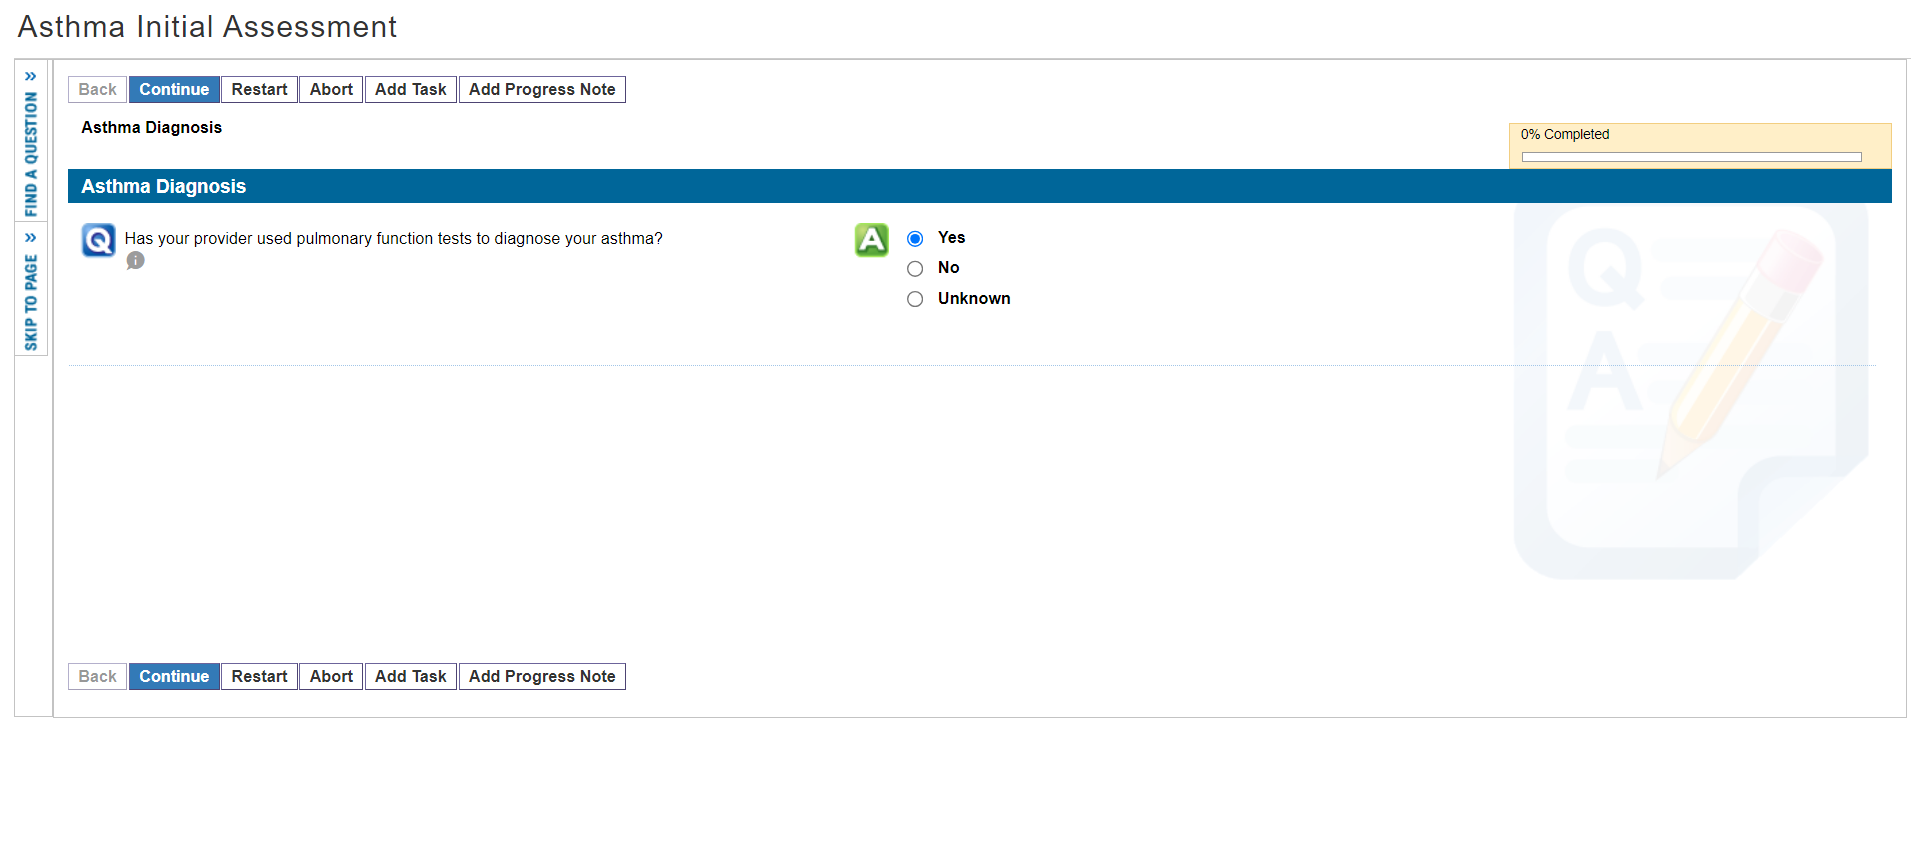 Asthma Initial Assessment
FIND A QUESTION »
SKIP TO PAGE »
Back Continue Restart Abort Add Task Add Progress Note
Asthma Diagnosis
0% Completed
Asthma Diagnosis
Q Has your provider used pulmonary function tests to diagnose your asthma?
i
A Yes
No
Unknown
Q
A
Back Continue Restart Abort Add Task Add Progress Note